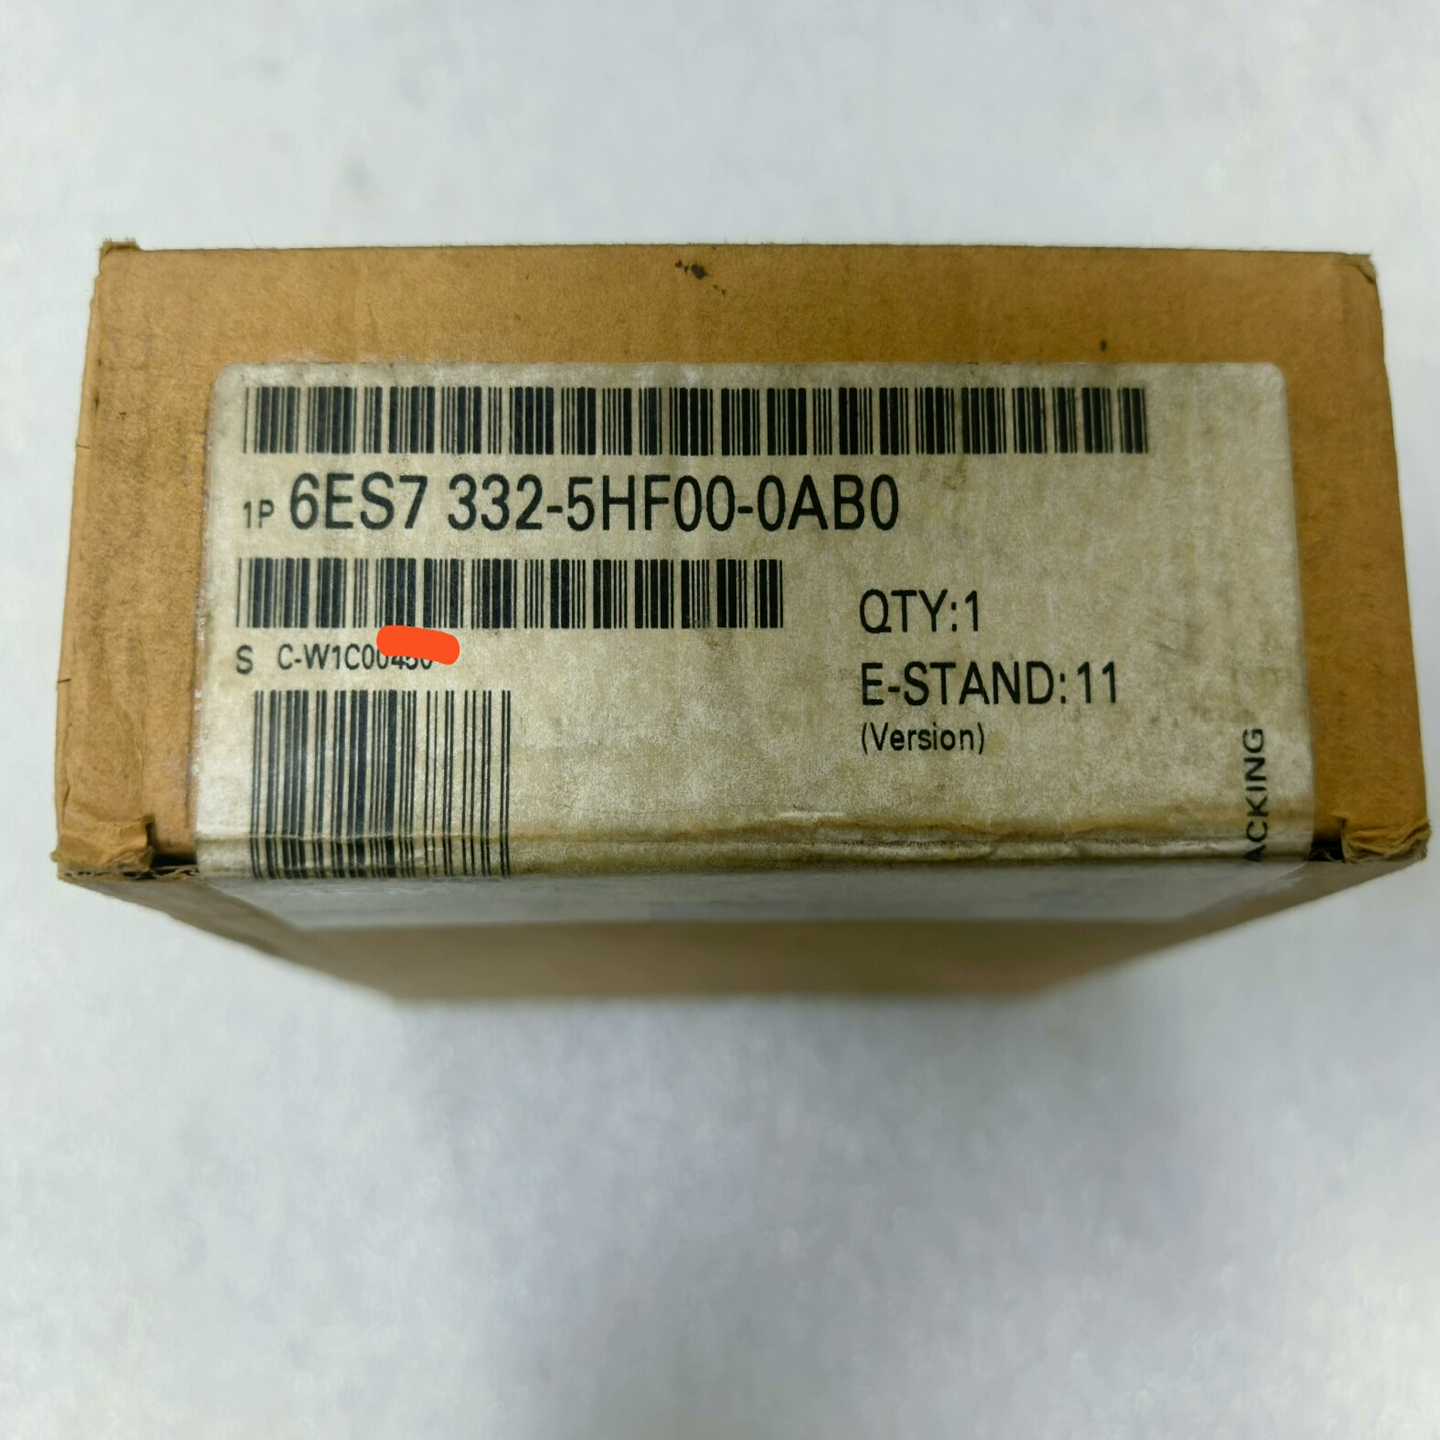 1P 6ES7 332-5HF00-0AB0
S C-W1C00
QTY:1
E-STAND:11
(Version)
ACKING